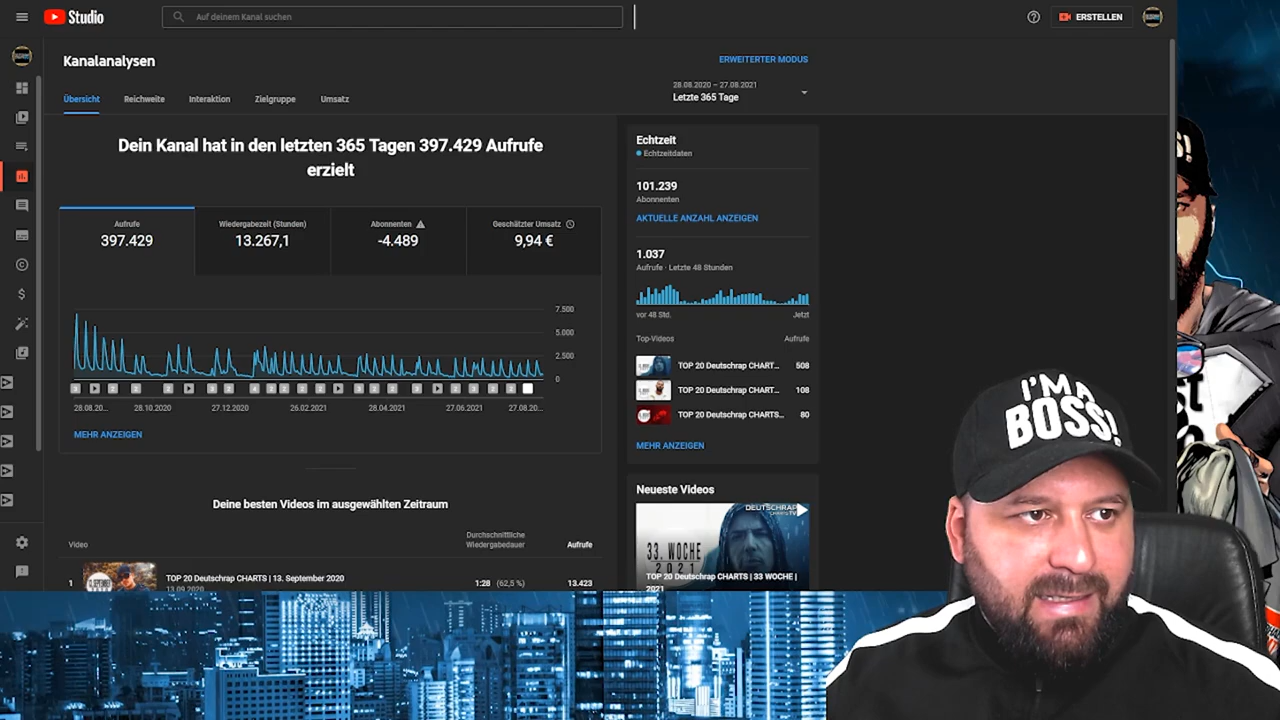 Studio
Auf deinem Kanal suchen
ERSTELLEN
Kanalanalysen
ERWEITERTER MODUS
28.08.2020 – 27.08.2021
Letzte 365 Tage
Übersicht
Reichweite
Interaktion
Zielgruppe
Umsatz
Dein Kanal hat in den letzten 365 Tagen 397.429 Aufrufe
erzielt
Aufrufe
397.429
Wiedergabezeit (Stunden)
13.267,1
Abonnenten
-4.489
Geschätzter Umsatz
9,94 €
7.500
5.000
2.500
0
28.08.20...
28.10.2020
27.12.2020
26.02.2021
28.04.2021
27.06.2021
27.08...
MEHR ANZEIGEN
Deine besten Videos im ausgewählten Zeitraum
Video
Durchschnittliche
Wiedergabedauer
Aufrufe
1
13. SEPTEMBER
TOP 20 Deutschrap CHARTS | 13. September 2020
13.09.2020
1:28 (62,5 %)
13.423
Echtzeit
Echtzeitdaten
101.239
Abonnenten
AKTUELLE ANZAHL ANZEIGEN
1.037
Aufrufe · Letzte 48 Stunden
vor 48 Std.
Jetzt
Top-Videos
Aufrufe
TOP 20 Deutschrap CHART...
508
TOP 20 Deutschrap CHART...
108
TOP 20 Deutschrap CHARTS...
80
MEHR ANZEIGEN
Neueste Videos
DEUTSCHRAP
CHARTS TV
33. WOCHE
2021
TOP 20 Deutschrap CHARTS | 33 WOCHE |
2021
I'M A
BOSS!